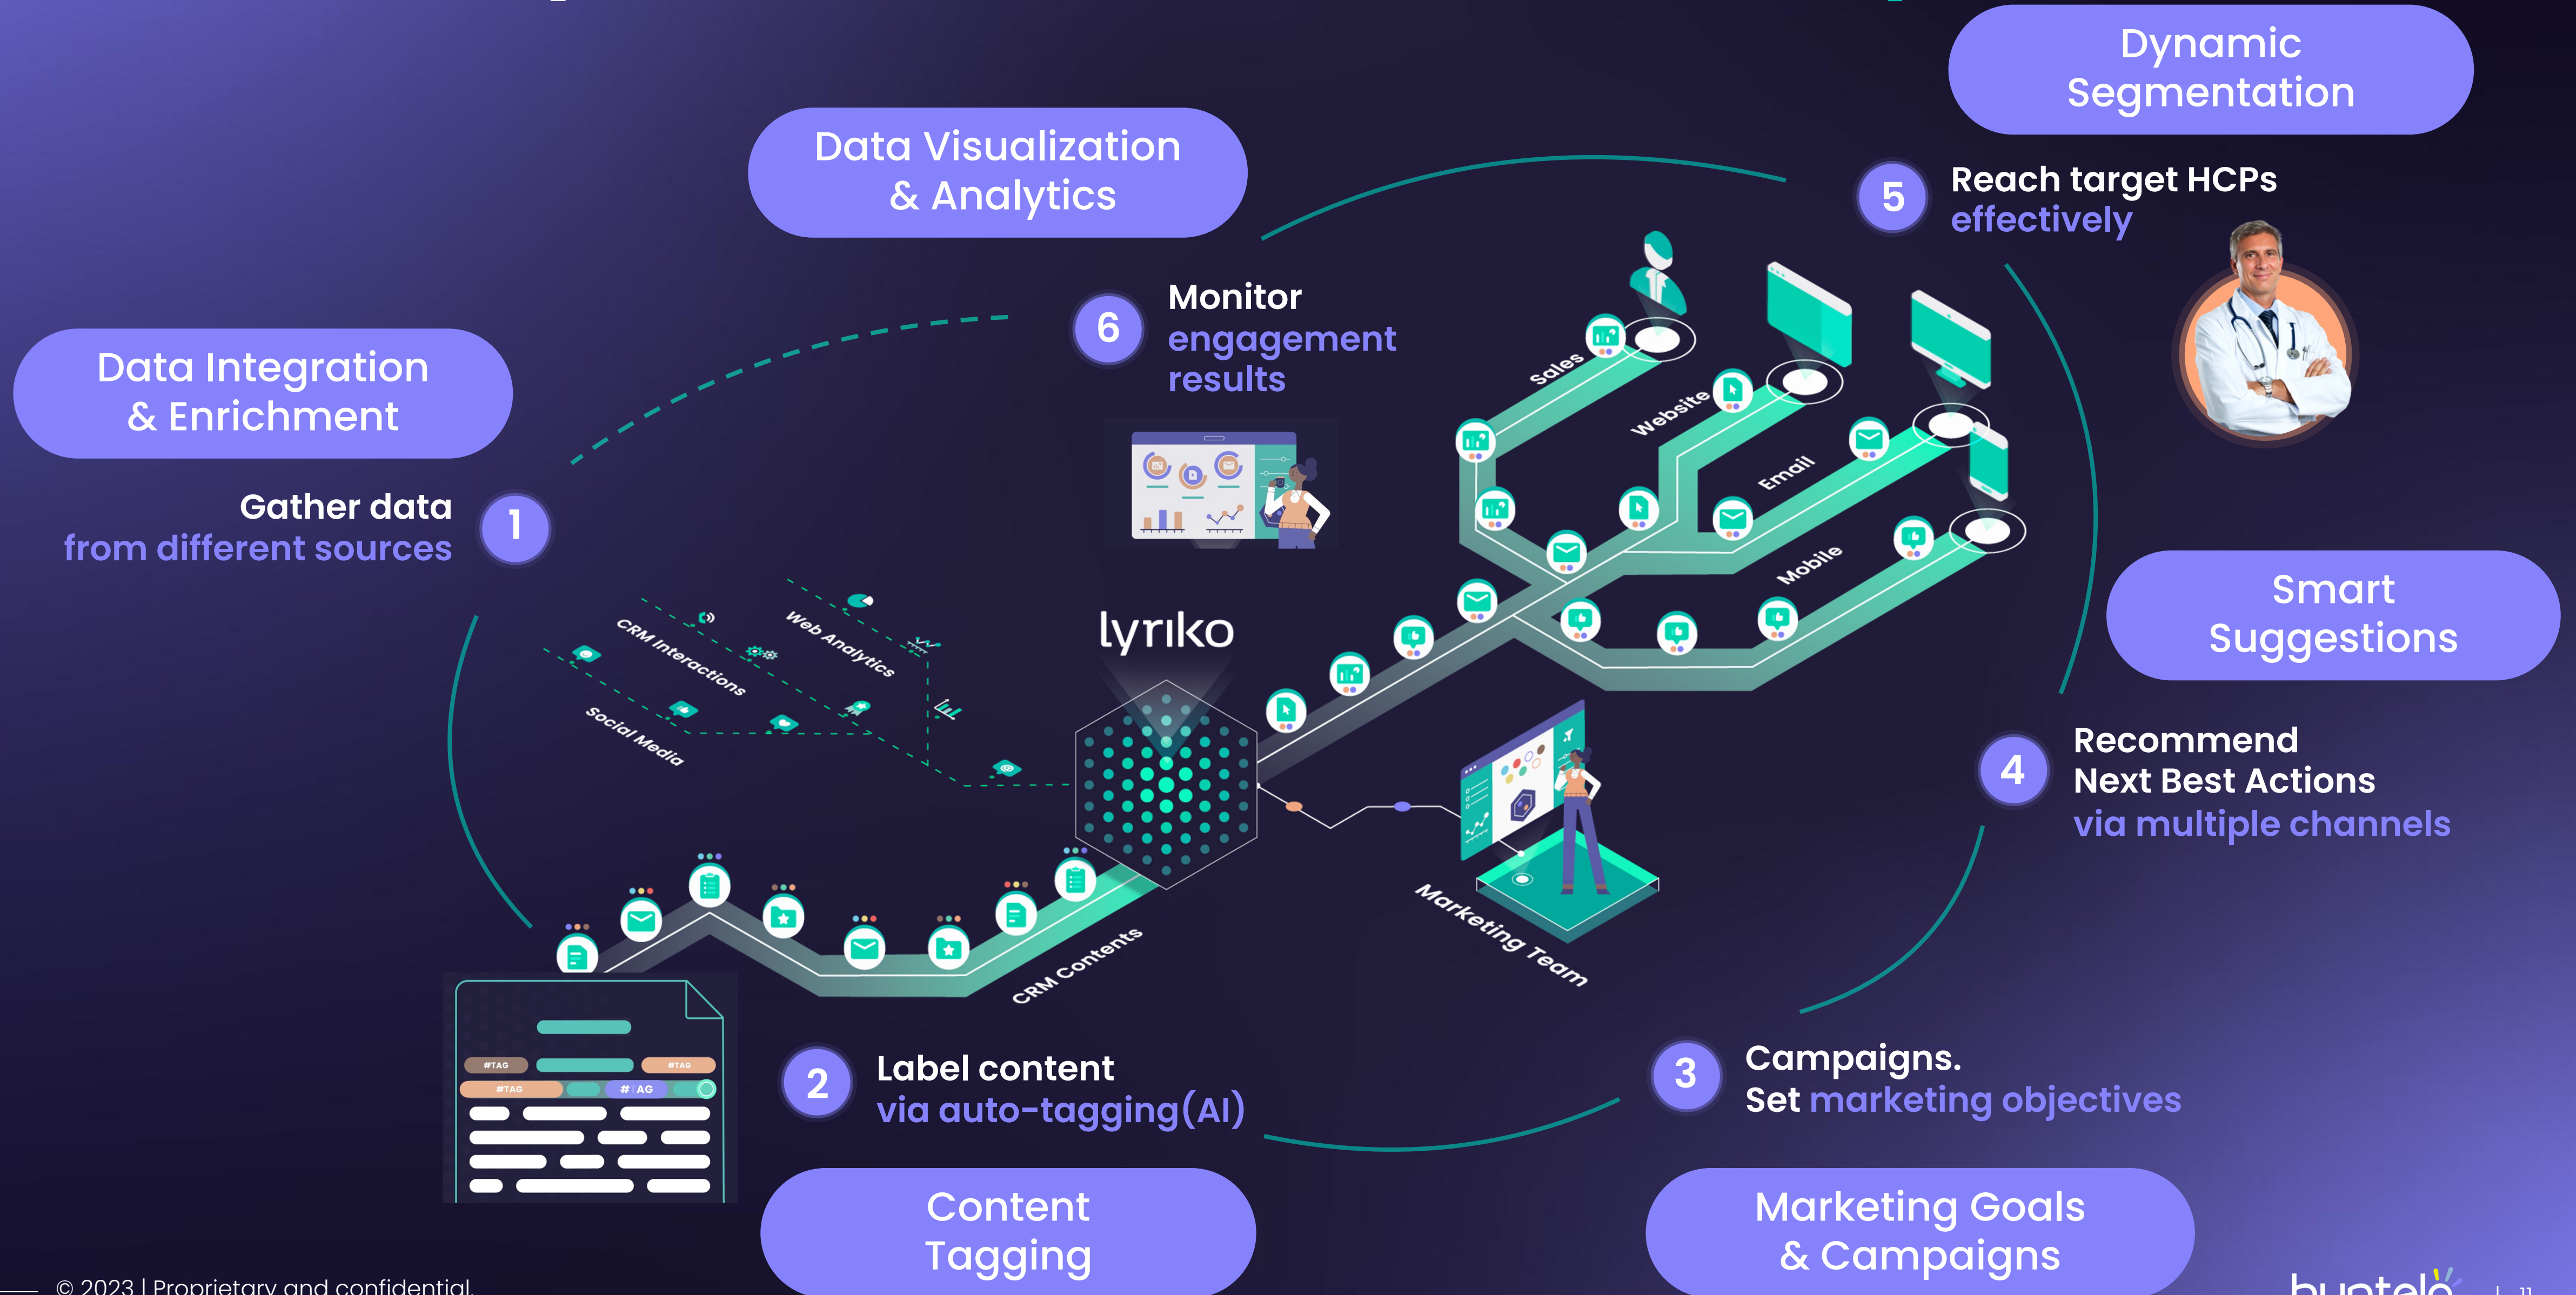 Dynamic
Segmentation
Data Visualization
& Analytics
5
Reach target HCPs
effectively
6
Monitor
engagement
results
Data Integration
& Enrichment
Gather data
from different sources
1
Sales
Website
Email
Mobile
Smart
Suggestions
Web Analytics
CRM Interactions
Social Media
lyriko
4
Recommend
Next Best Actions
via multiple channels
Marketing Team
CRM Contents
#TAG
#TAG
#TAG
#TAG
2
Label content
via auto-tagging(AI)
3
Campaigns.
Set marketing objectives
Content
Tagging
Marketing Goals
& Campaigns
© 2023 | Proprietary and confidential.
| 11